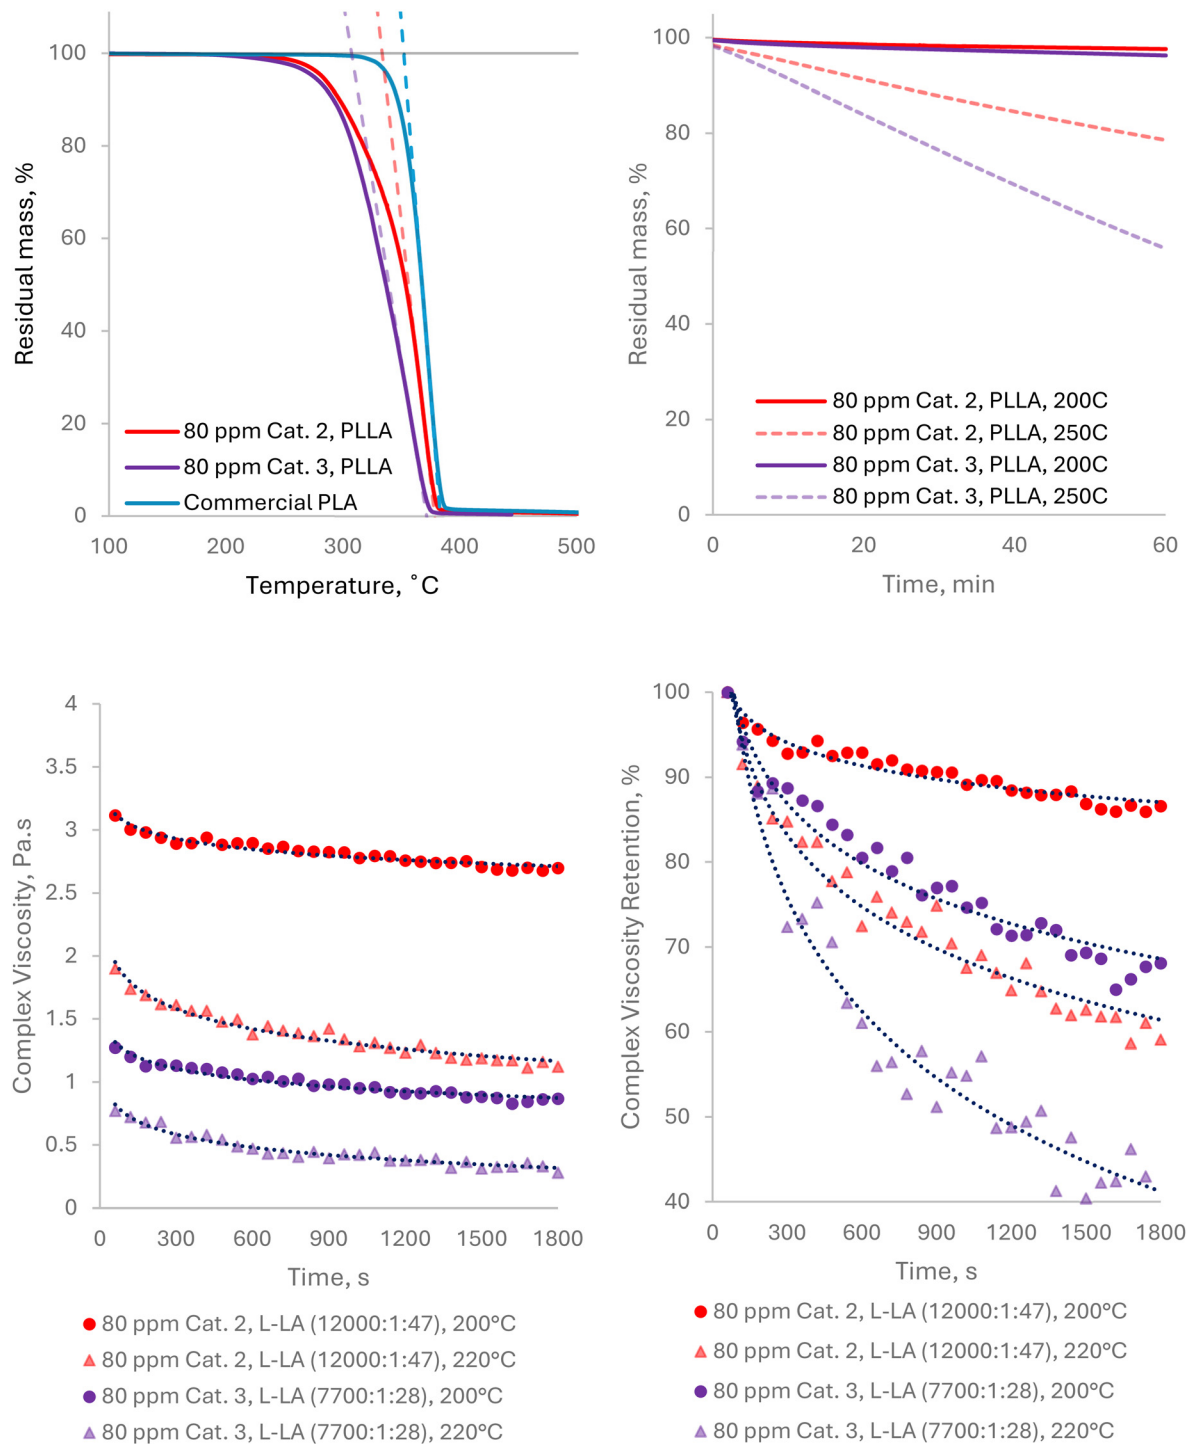 Residual mass, %
100
80
60
40
20
0
80 ppm Cat. 2, PLLA
80 ppm Cat. 3, PLLA
Commercial PLA
100 200 300 400 500
Temperature, ˚C
Residual mass, %
100
80
60
40
20
0
80 ppm Cat. 2, PLLA, 200C
80 ppm Cat. 2, PLLA, 250C
80 ppm Cat. 3, PLLA, 200C
80 ppm Cat. 3, PLLA, 250C
0 20 40 60
Time, min
Complex Viscosity, Pa.s
4
3.5
3
2.5
2
1.5
1
0.5
0
0 300 600 900 1200 1500 1800
Time, s
80 ppm Cat. 2, L-LA (12000:1:47), 200°C
80 ppm Cat. 2, L-LA (12000:1:47), 220°C
80 ppm Cat. 3, L-LA (7700:1:28), 200°C
80 ppm Cat. 3, L-LA (7700:1:28), 220°C
Complex Viscosity Retention, %
100
90
80
70
60
50
40
0 300 600 900 1200 1500 1800
Time, s
80 ppm Cat. 2, L-LA (12000:1:47), 200°C
80 ppm Cat. 2, L-LA (12000:1:47), 220°C
80 ppm Cat. 3, L-LA (7700:1:28), 200°C
80 ppm Cat. 3, L-LA (7700:1:28), 220°C